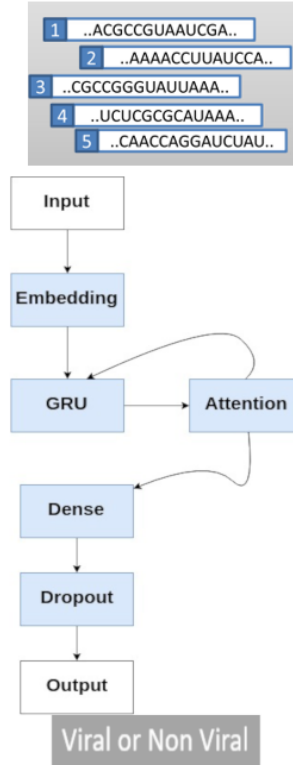 1 ..ACGCCGUAAUCGA..
2 ..AAAACCUUAUCCA..
3 ..CGCCGGGUAUUAAA..
4 ..UCUCGCGCAUAAA..
5 ..CAACCAGGAUCUAU..
Input
Embedding
GRU
Attention
Dense
Dropout
Output
Viral or Non Viral